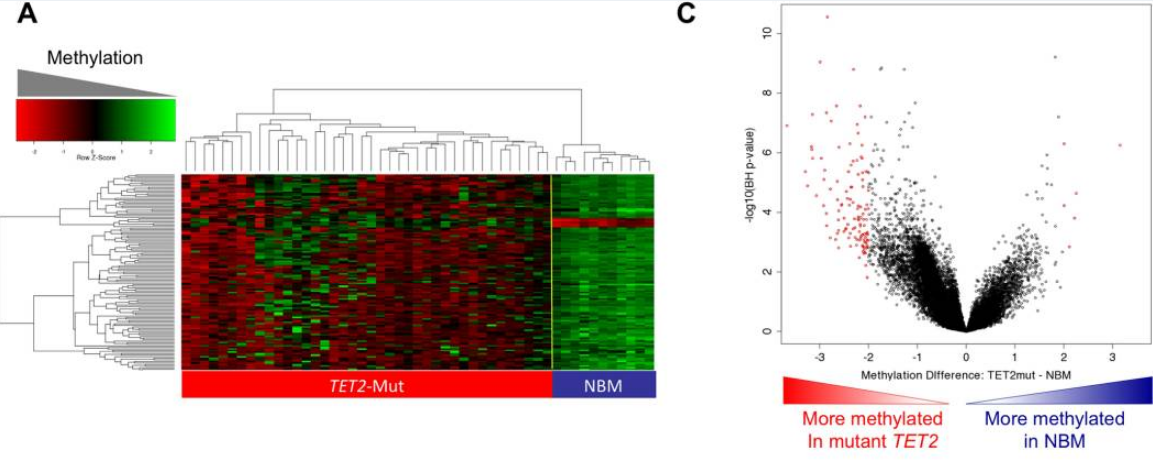 A
Methylation
-2 -1 0 1 2
Row Z-Score
TET2-Mut
NBM
C
-log10(BH p-value)
10
8
6
4
2
0
-3 -2 -1 0 1 2 3
Methylation DIfference: TET2mut - NBM
More methylated
In mutant TET2
More methylated
in NBM